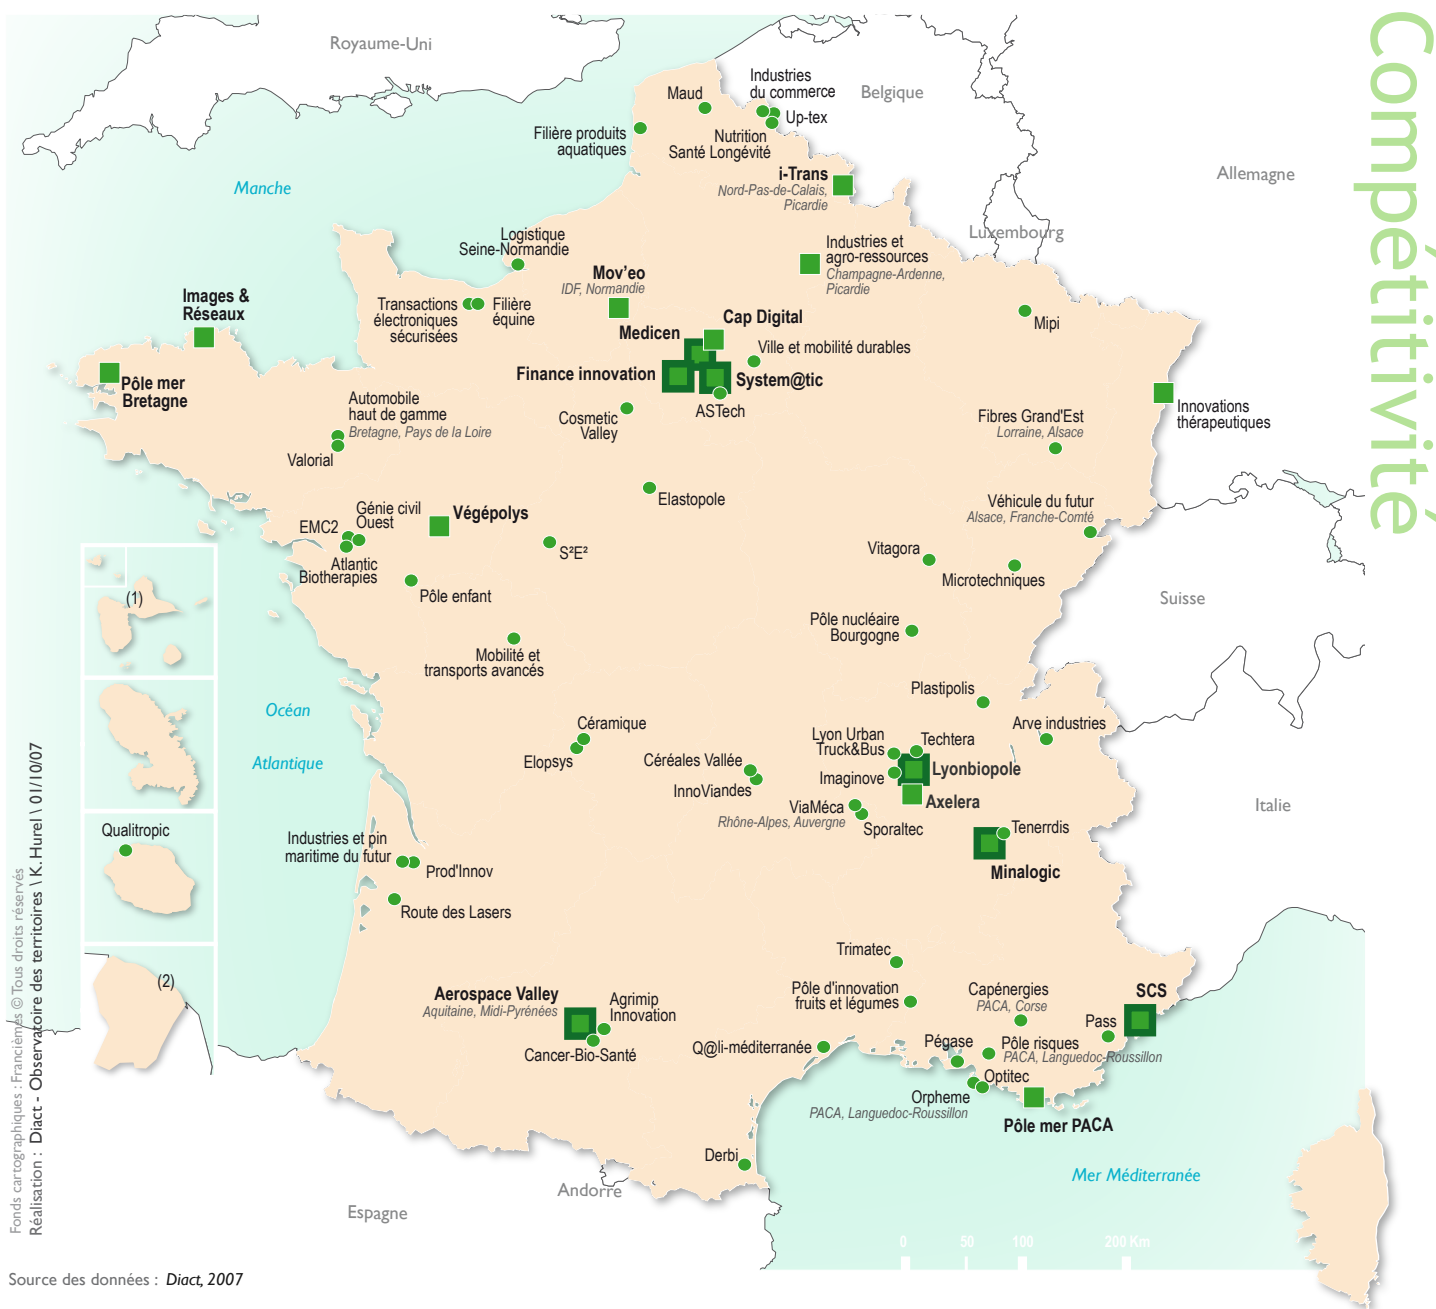 Compétitivité
Royaume-Uni
Belgique
Allemagne
Luxembourg
Suisse
Italie
Espagne
Andorre
Manche
Océan
Atlantique
Mer Méditerranée
Maud
Industries
du commerce
Up-tex
Filière produits
aquatiques
Nutrition
Santé Longévité
i-Trans
Nord-Pas-de-Calais,
Picardie
Logistique
Seine-Normandie
Industries et
agro-ressources
Champagne-Ardenne,
Picardie
Mov'eo
IDF, Normandie
Images &
Réseaux
Transactions
électroniques
sécurisées
Filière
équine
Cap Digital
Medicen
Mipi
Ville et mobilité durables
Finance innovation
System@tic
ASTech
Pôle mer
Bretagne
Automobile
haut de gamme
Bretagne, Pays de la Loire
Valorial
Cosmetic
Valley
Fibres Grand'Est
Lorraine, Alsace
Innovations
thérapeutiques
Elastopole
Véhicule du futur
Alsace, Franche-Comté
Génie civil
Ouest
EMC2
Végépolys
S²E²
Atlantic
Biotherapies
Pôle enfant
Vitagora
Microtechniques
Pôle nucléaire
Bourgogne
Mobilité et
transports avancés
Plastipolis
Arve industries
Céramique
Elopsys
Céréales Vallée
InnoViandes
Lyon Urban
Truck&Bus
Techtera
Imaginove
Lyonbiopole
Axelera
ViaMéca
Rhône-Alpes, Auvergne
Sporaltec
Tenerrdis
Minalogic
Industries et pin
maritime du futur
Prod'Innov
Route des Lasers
Trimatec
Pôle d'innovation
fruits et légumes
Capénergies
PACA, Corse
SCS
Pass
Aerospace Valley
Aquitaine, Midi-Pyrénées
Agrimip
Innovation
Cancer-Bio-Santé
Q@li-méditerranée
Pégase
Pôle risques
PACA, Languedoc-Roussillon
Optitec
Orpheme
PACA, Languedoc-Roussillon
Pôle mer PACA
Derbi
(1)
Qualitropic
(2)
0 50 100 200 Km
Fonds cartographiques : Francièmes © Tous droits réservés
Réalisation : Diact - Observatoire des territoires \ K. Hurel \ 01/10/07
Source des données : Diact, 2007